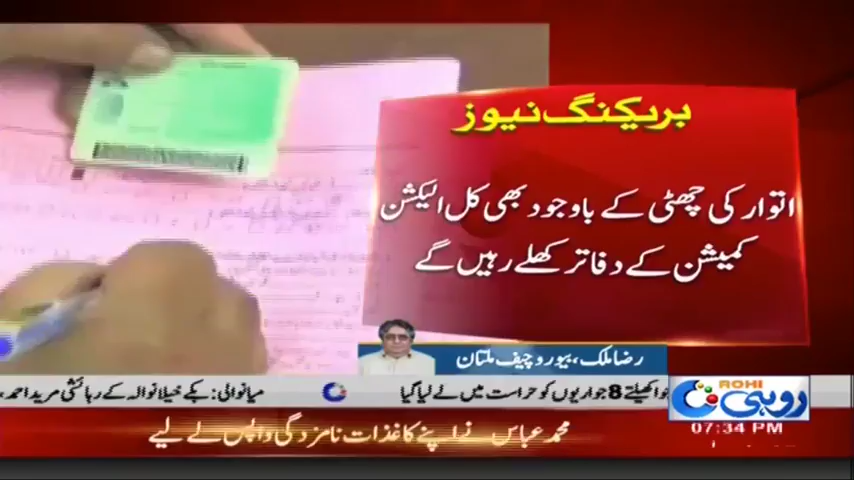 بریکنگ نیوز
اتوار کی چھٹی کے باوجود بھی کل الیکشن
کمیشن کے دفاتر کھلے رہیں گے
رضا ملک، بیورو چیف ملتان
جوا کھیلتے 8 جواریوں کو حراست میں لے لیا گیا
میانوالی: پکے خیلانوالہ کے رہائشی مرید احمد،
ROHI
روہی
07:34 PM
محمد عباس نے اپنے کاغذات نامزدگی واپس لے لیے